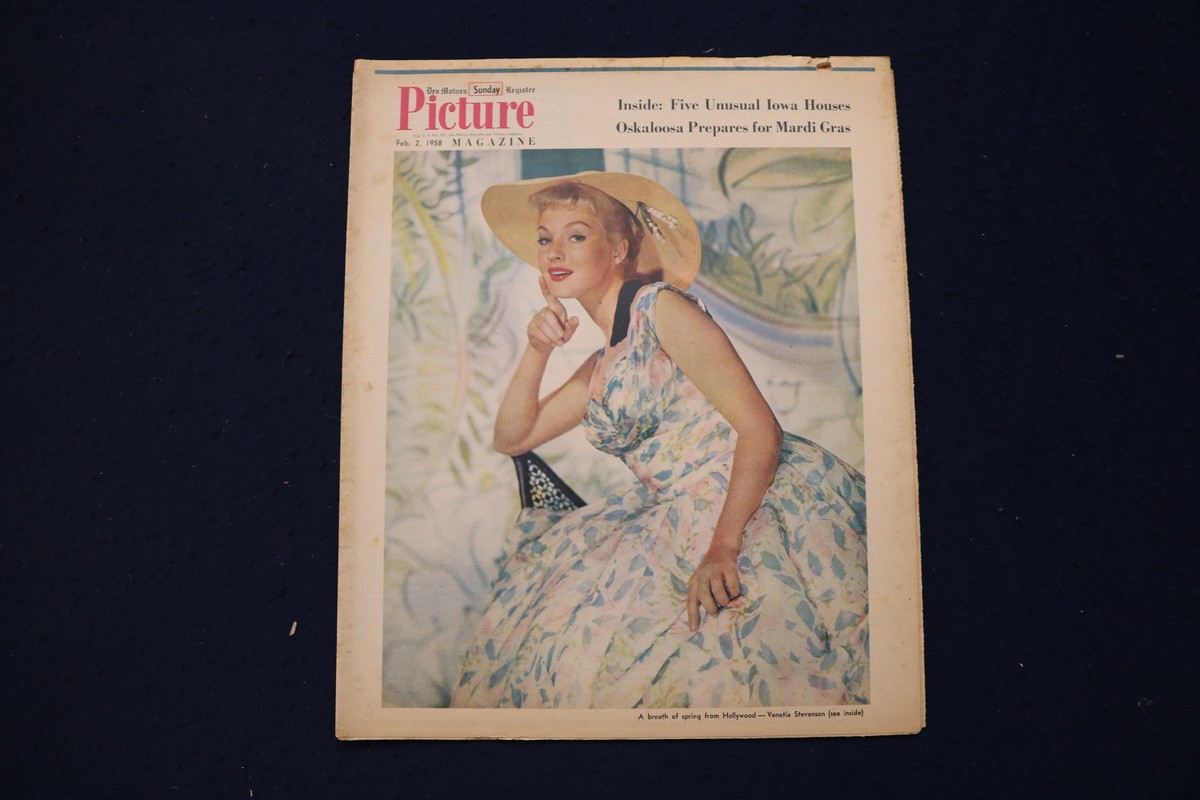 Des Moines Sunday Register
Picture
Feb. 2, 1958 MAGAZINE
Inside: Five Unusual Iowa Houses
Oskaloosa Prepares for Mardi Gras
A breath of spring from Hollywood — Venetia Stevenson (see inside)